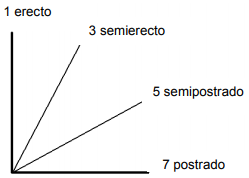 1 erecto
3 semierecto
5 semipostrado
7 postrado